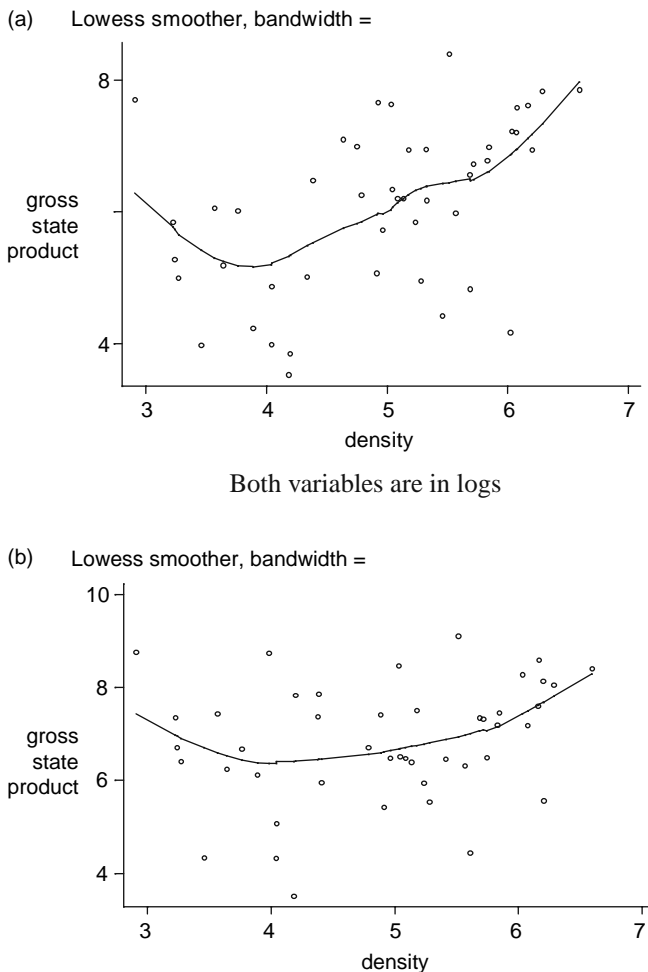 (a) Lowess smoother, bandwidth =
8
gross
state
product
4
3 4 5 6 7
density
Both variables are in logs
(b) Lowess smoother, bandwidth =
10
8
gross
state
product
6
4
3 4 5 6 7
density